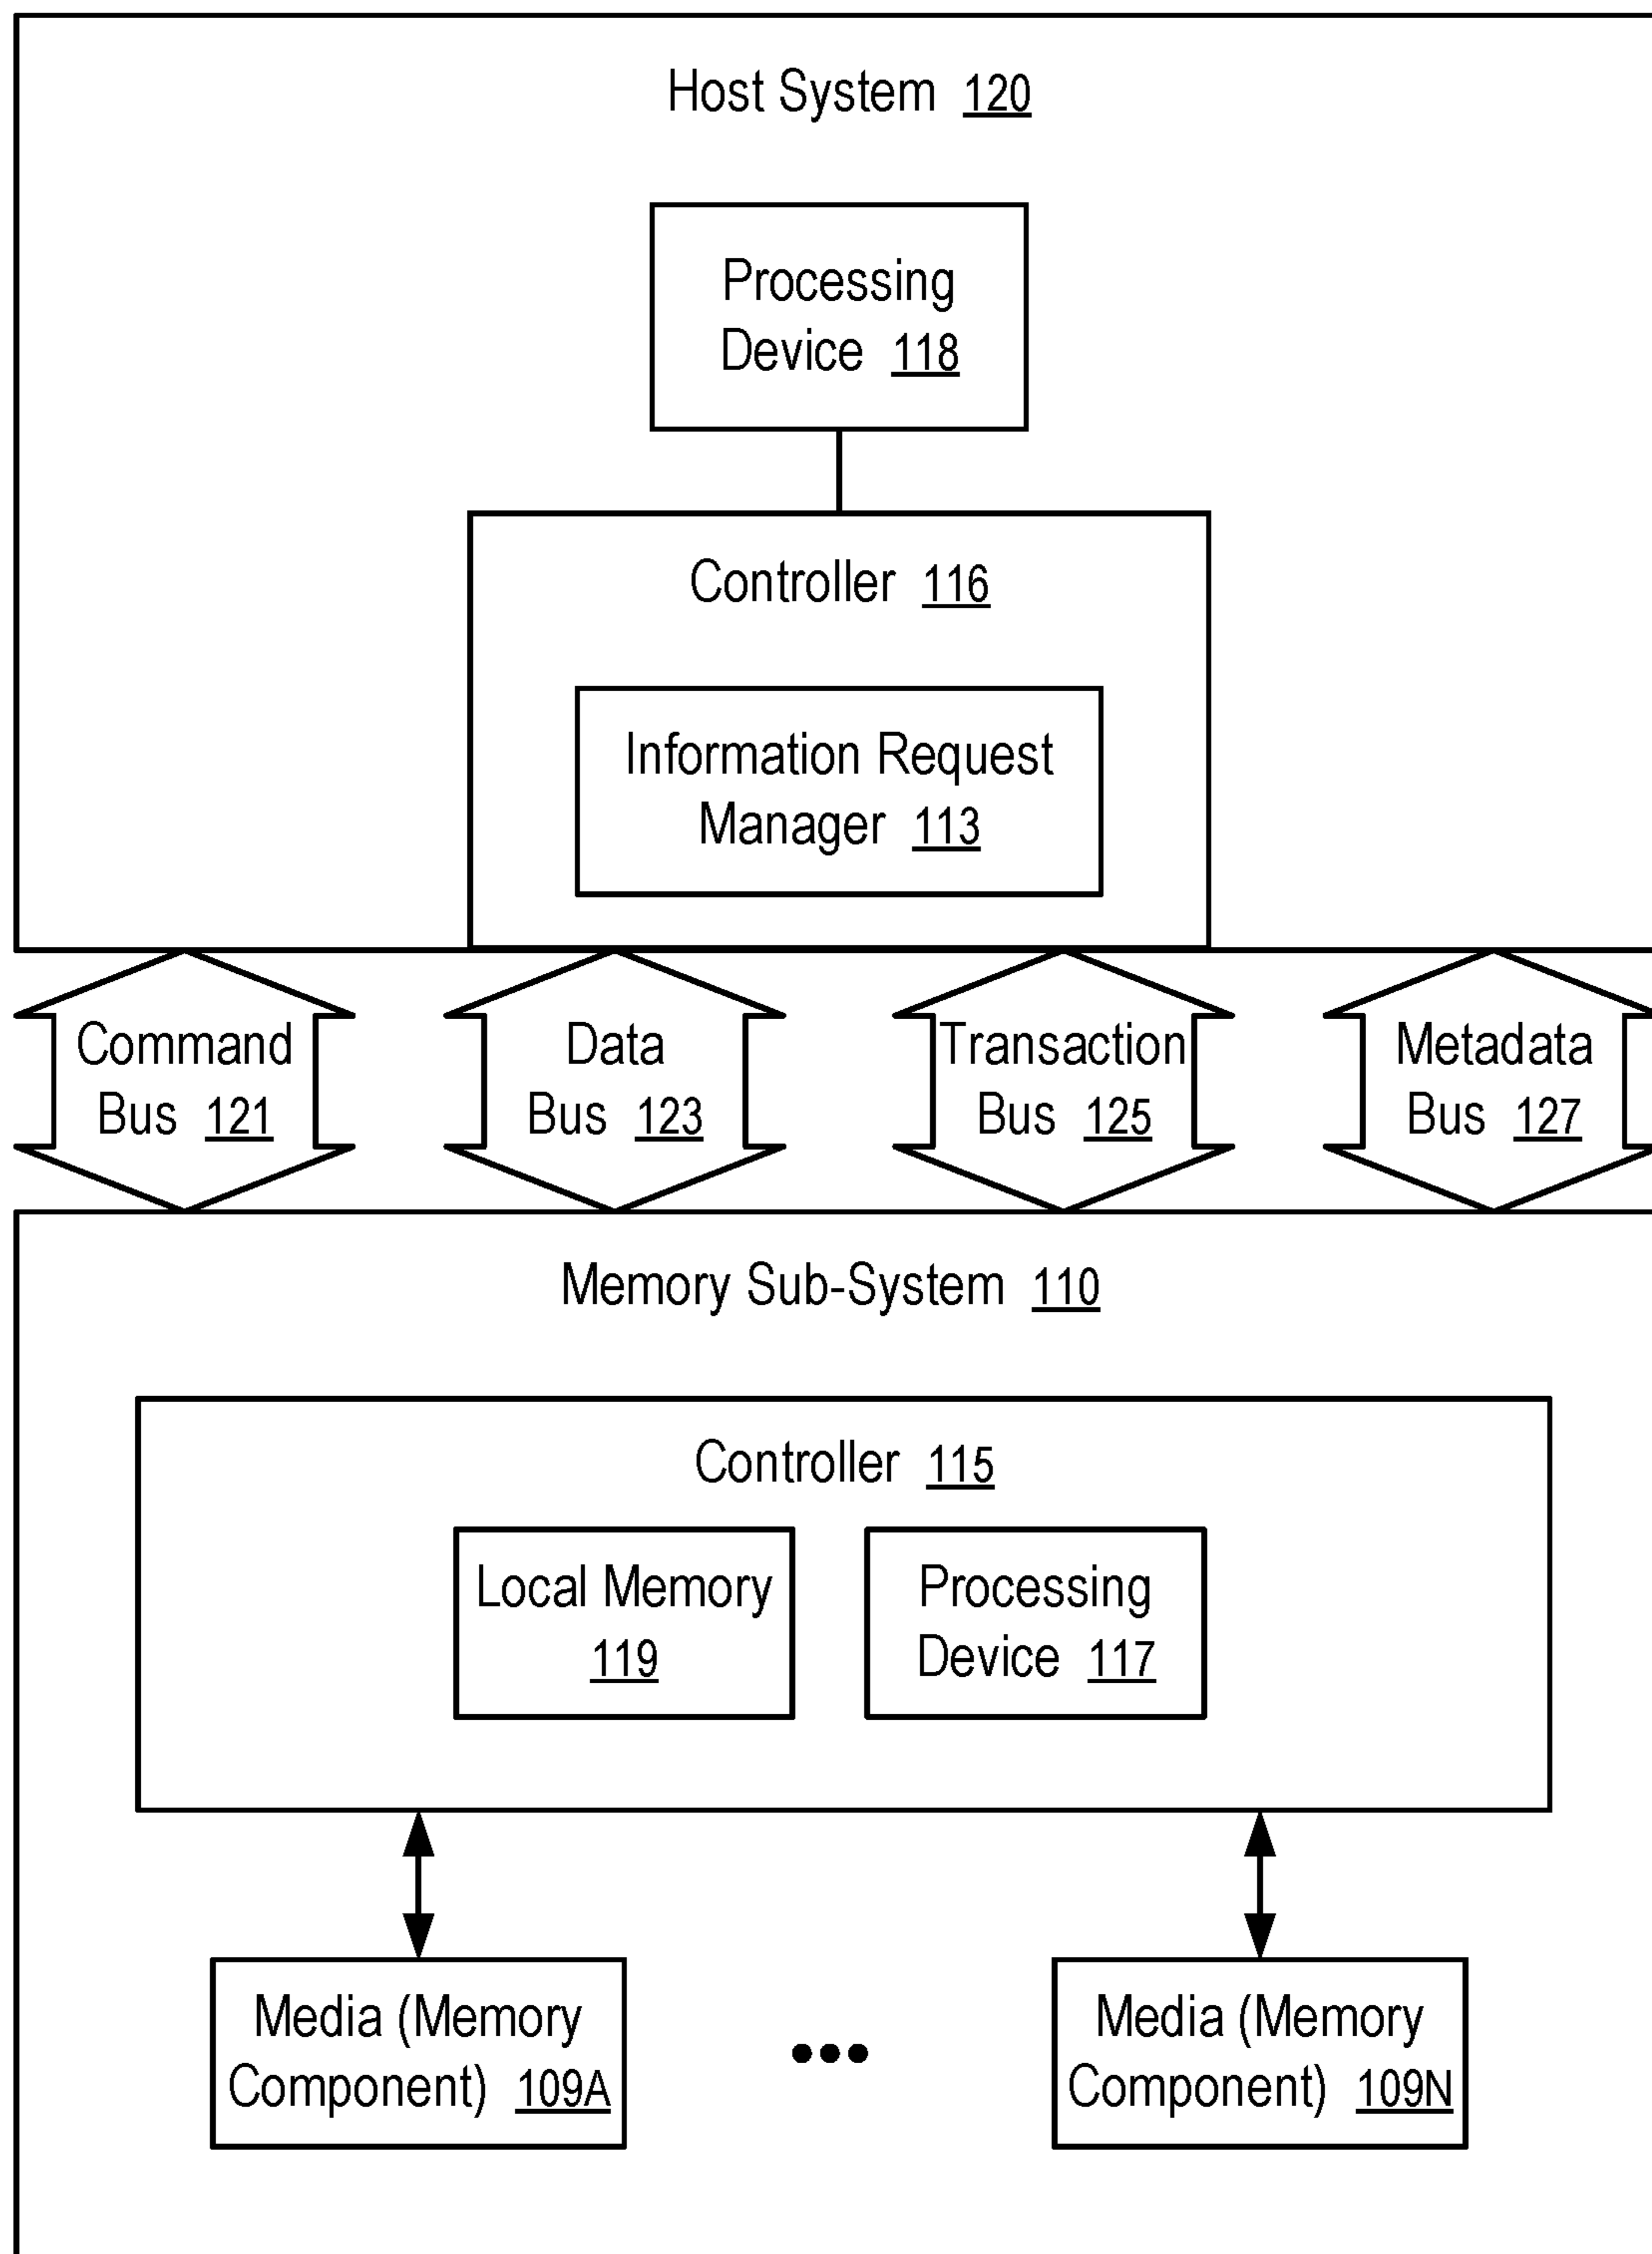 Host System 120
Processing
Device 118
Controller 116
Information Request
Manager 113
Command
Bus 121
Data
Bus 123
Transaction
Bus 125
Metadata
Bus 127
Memory Sub-System 110
Controller 115
Local Memory
119
Processing
Device 117
Media (Memory
Component) 109A
Media (Memory
Component) 109N